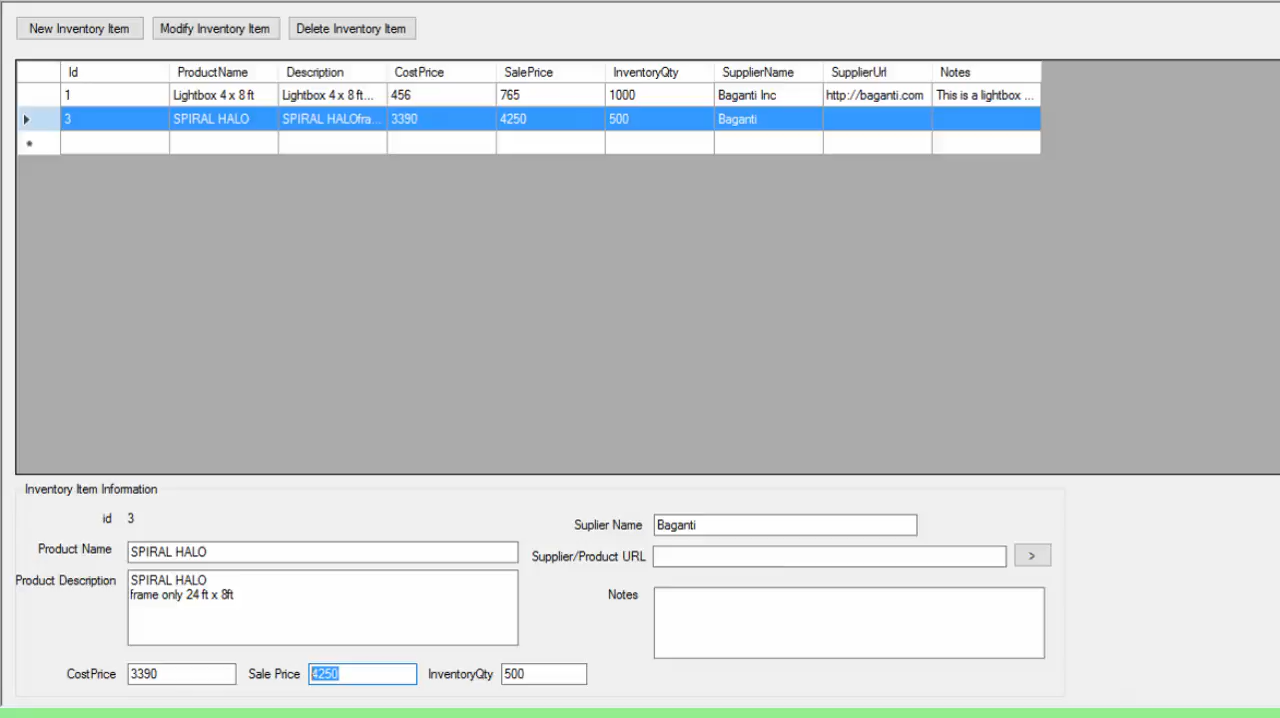 New Inventory Item Modify Inventory Item Delete Inventory Item
Id ProductName Description CostPrice SalePrice InventoryQty SupplierName SupplierUrl Notes
1 Lightbox 4 x 8 ft Lightbox 4 x 8 ft... 456 765 1000 Baganti Inc http://baganti.com This is a lightbox ...
3 SPIRAL HALO SPIRAL HALOfra... 3390 4250 500 Baganti
*
Inventory Item Information
id 3
Suplier Name Baganti
Product Name SPIRAL HALO
Supplier/Product URL >
Product Description SPIRAL HALO
frame only 24 ft x 8ft
Notes
CostPrice 3390 Sale Price 4250 InventoryQty 500